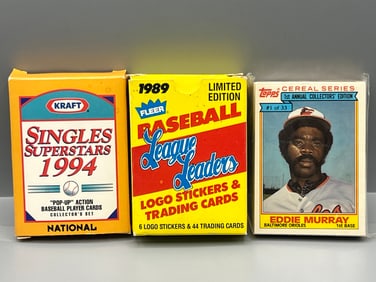 KRAFT
SINGLES
SUPERSTARS
1994
"POP-UP" ACTION
BASEBALL PLAYER CARDS
COLLECTOR'S SET
NATIONAL
1989
LIMITED
EDITION
FLEER
BASEBALL
League
Leaders
LOGO STICKERS &
TRADING CARDS
6 LOGO STICKERS & 44 TRADING CARDS
TOPPS
CEREAL SERIES
1st ANNUAL COLLECTORS' EDITION
#1 of 33
EDDIE MURRAY
BALTIMORE ORIOLES
1st BASE